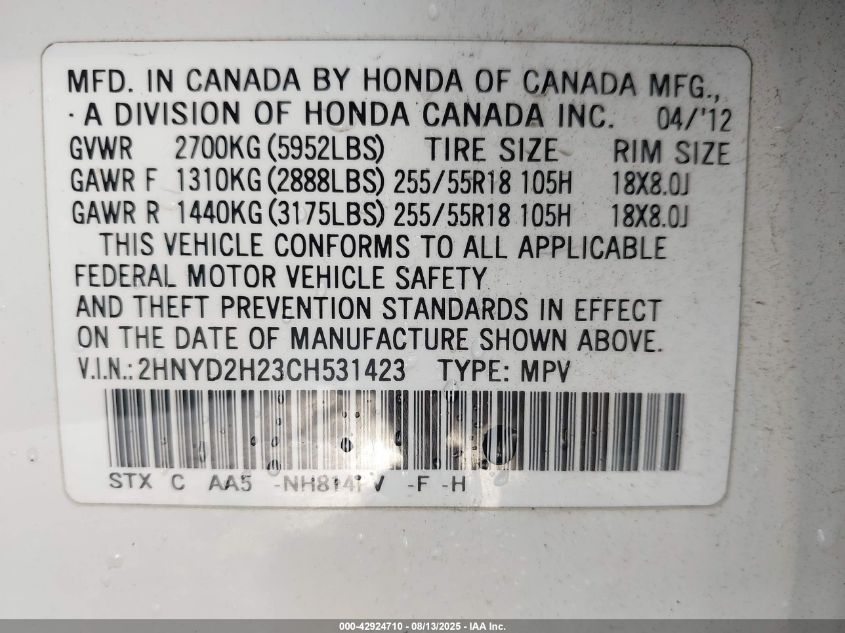 MFD. IN CANADA BY HONDA OF CANADA MFG.,
· A DIVISION OF HONDA CANADA INC. 04/'12
GVWR 2700KG (5952LBS) TIRE SIZE RIM SIZE
GAWR F 1310KG (2888LBS) 255/55R18 105H 18X8.0J
GAWR R 1440KG (3175LBS) 255/55R18 105H 18X8.0J
THIS VEHICLE CONFORMS TO ALL APPLICABLE
FEDERAL MOTOR VEHICLE SAFETY
AND THEFT PREVENTION STANDARDS IN EFFECT
ON THE DATE OF MANUFACTURE SHOWN ABOVE.
V.I.N.: 2HNYD2H23CH531423 TYPE: MPV
STX C AA5 -F -H
000-42924710 - 08/13/2025 - IAA Inc.